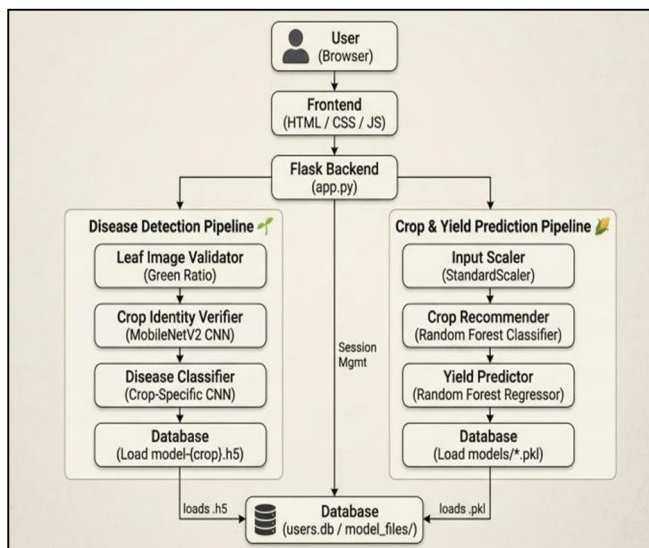 User
(Browser)
Frontend
(HTML / CSS / JS)
Flask Backend
(app.py)
Disease Detection Pipeline
Leaf Image Validator
(Green Ratio)
Crop Identity Verifier
(MobileNetV2 CNN)
Disease Classifier
(Crop-Specific CNN)
Database
(Load model-{crop}.h5)
loads .h5
Session
Mgmt
Crop & Yield Prediction Pipeline
Input Scaler
(StandardScaler)
Crop Recommender
(Random Forest Classifier)
Yield Predictor
(Random Forest Regressor)
Database
(Load models/*.pkl)
loads .pkl
Database
(users.db / model_files/)